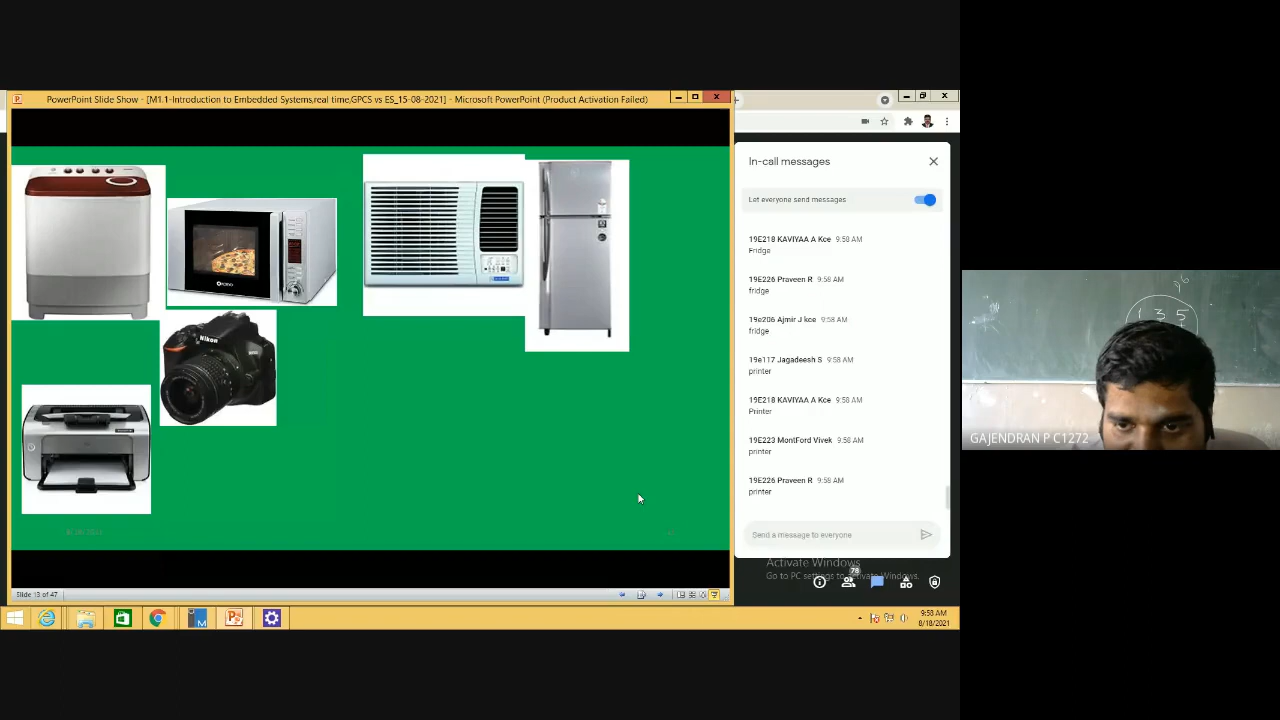 PowerPoint Slide Show - [M1.1-Introduction to Embedded Systems,real time,GPCS vs ES_15-08-2021] - Microsoft PowerPoint (Product Activation Failed)
In-call messages
Let everyone send messages
19E218 KAVIYAA A Kce 9:58 AM
Fridge
19E226 Praveen R 9:58 AM
fridge
19e206 Ajmir J kce 9:58 AM
fridge
19e117 Jagadeesh S 9:58 AM
printer
19E218 KAVIYAA A Kce 9:58 AM
Printer
19E223 MontFord Vivek 9:58 AM
printer
19E226 Praveen R 9:58 AM
printer
Send a message to everyone
Activate Windows
Go to PC settings to activate Windows.
78
Nikon
1 3 5
GAJENDRAN P C1272
Slide 13 of 47
9:58 AM
8/18/2021